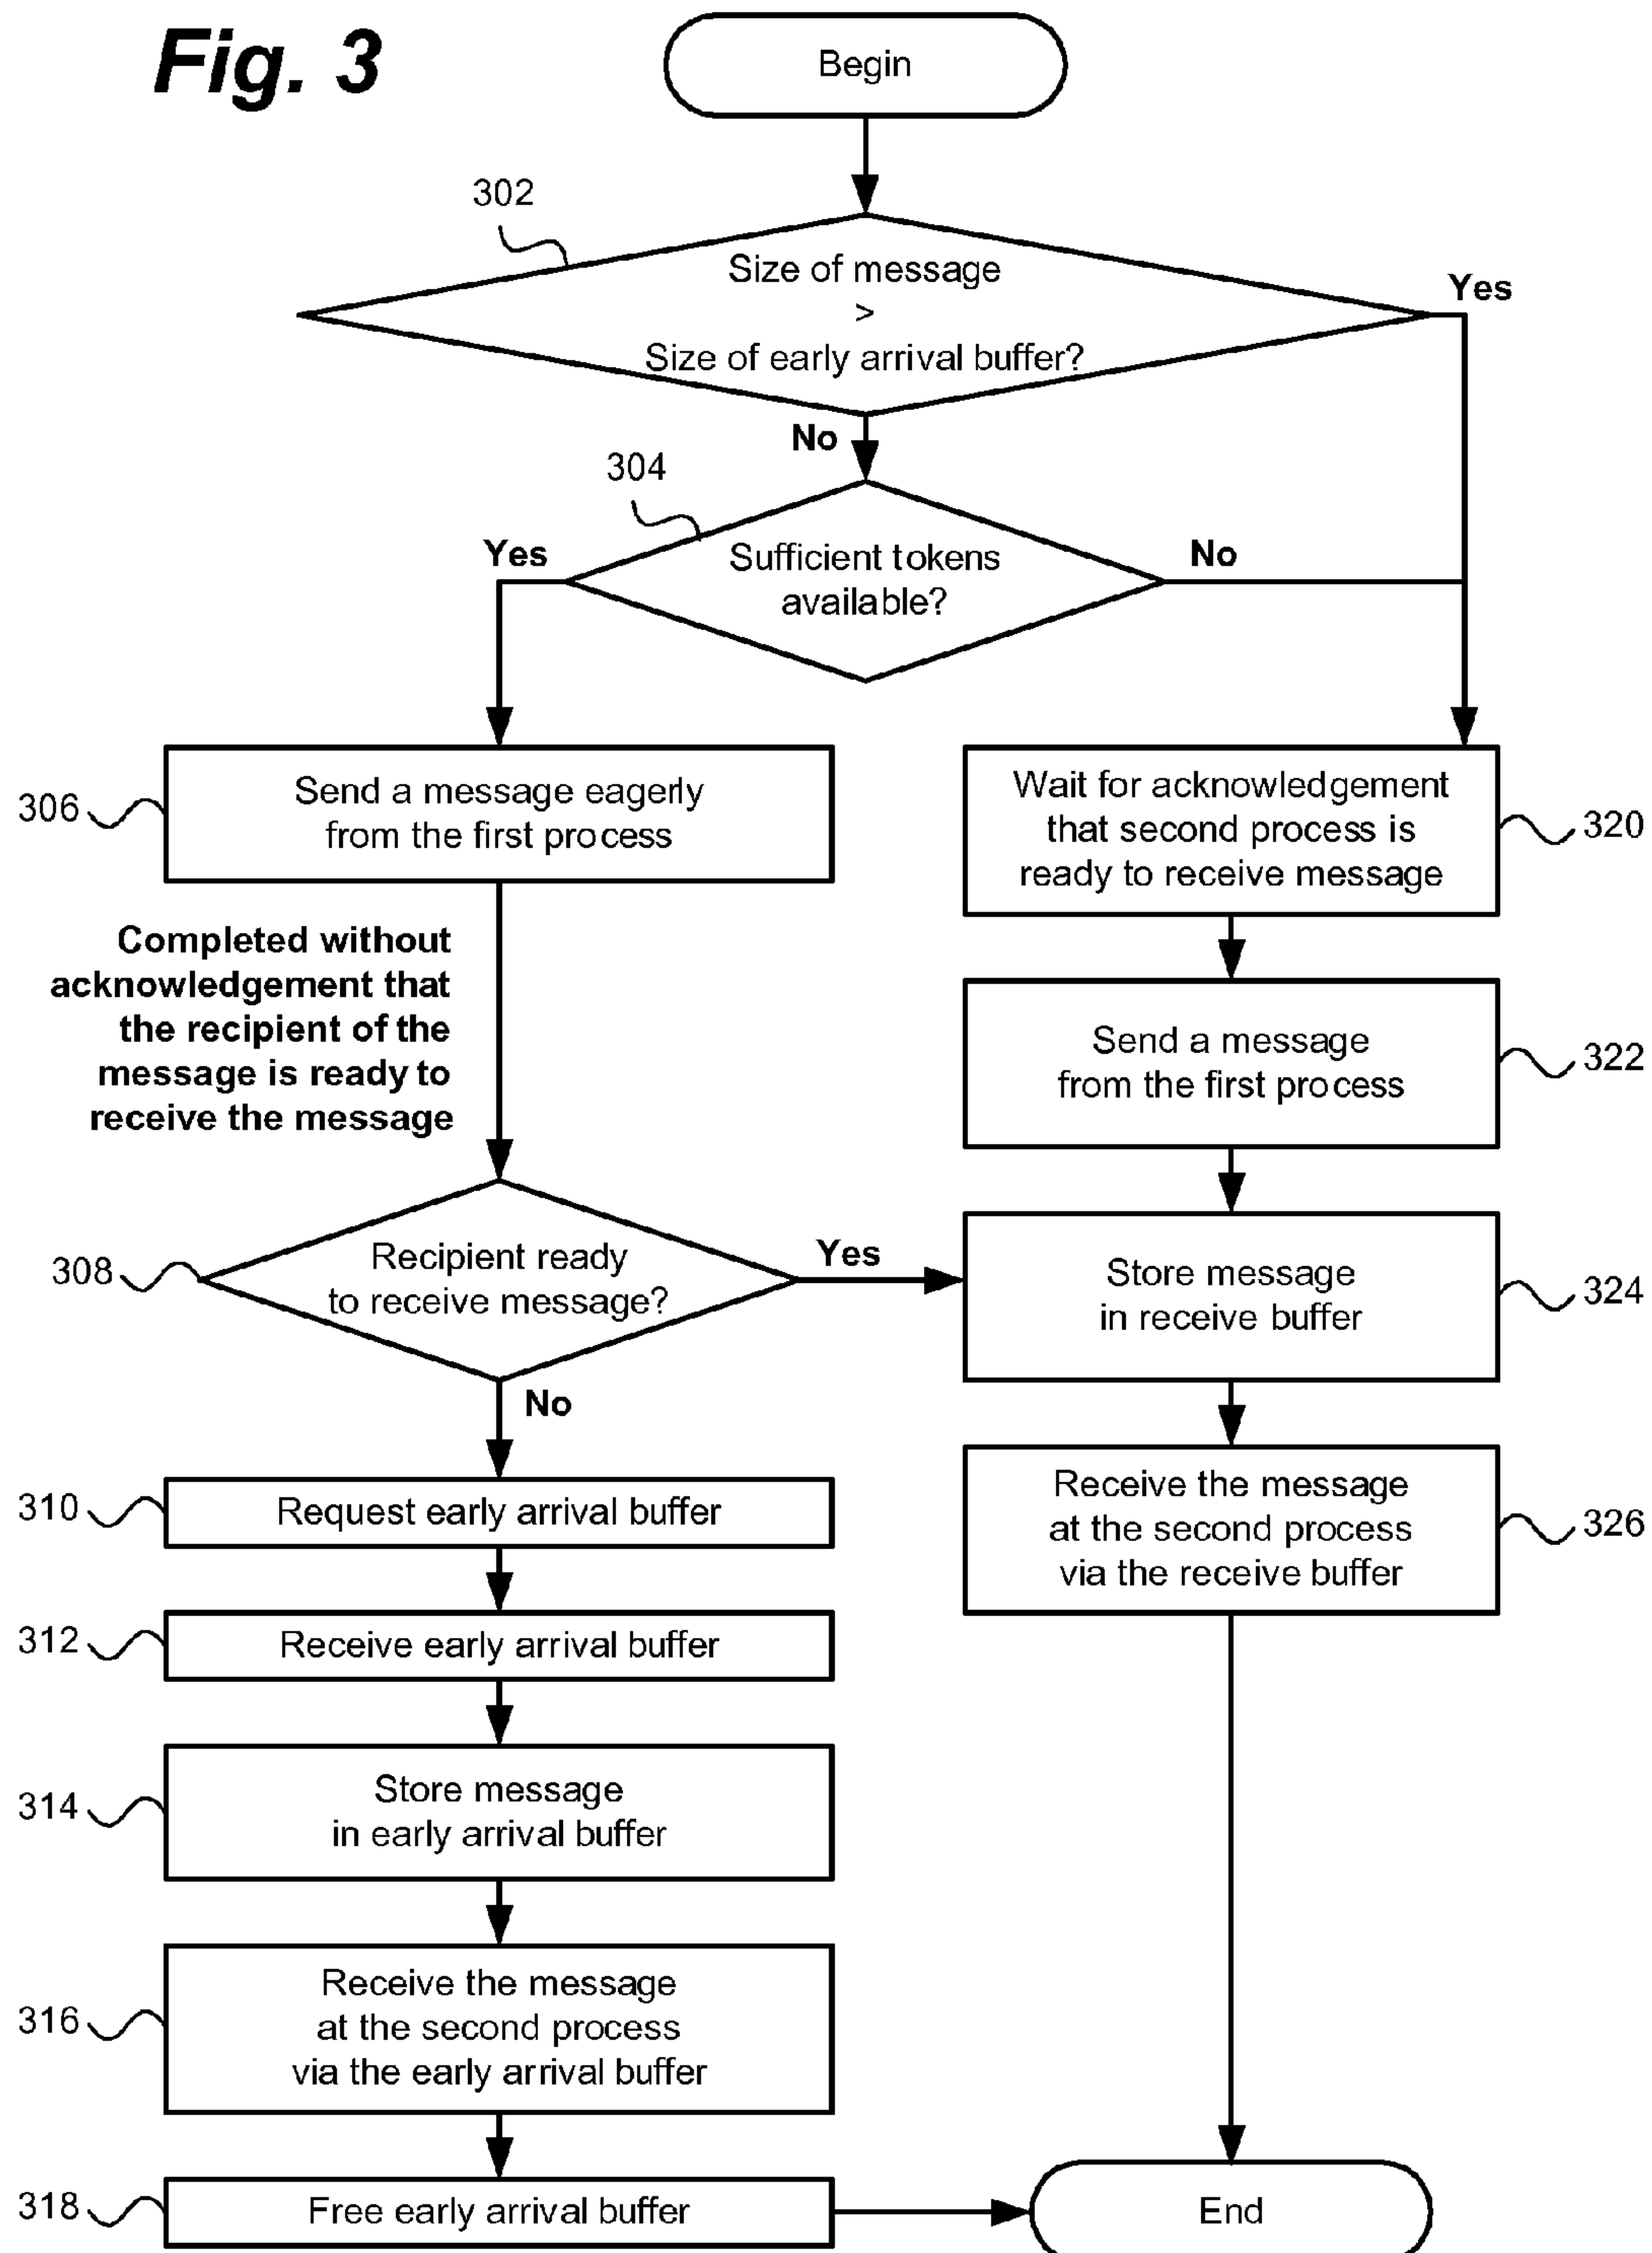 Fig. 3
Begin
302
Size of message
>
Size of early arrival buffer?
Yes
No
304
Sufficient tokens
available?
Yes
No
306
Send a message eagerly
from the first process
Wait for acknowledgement
that second process is
ready to receive message
320
Completed without
acknowledgement that
the recipient of the
message is ready to
receive the message
Send a message
from the first process
322
308
Recipient ready
to receive message?
Yes
No
Store message
in receive buffer
324
310
Request early arrival buffer
Receive the message
at the second process
via the receive buffer
326
312
Receive early arrival buffer
314
Store message
in early arrival buffer
316
Receive the message
at the second process
via the early arrival buffer
318
Free early arrival buffer
End